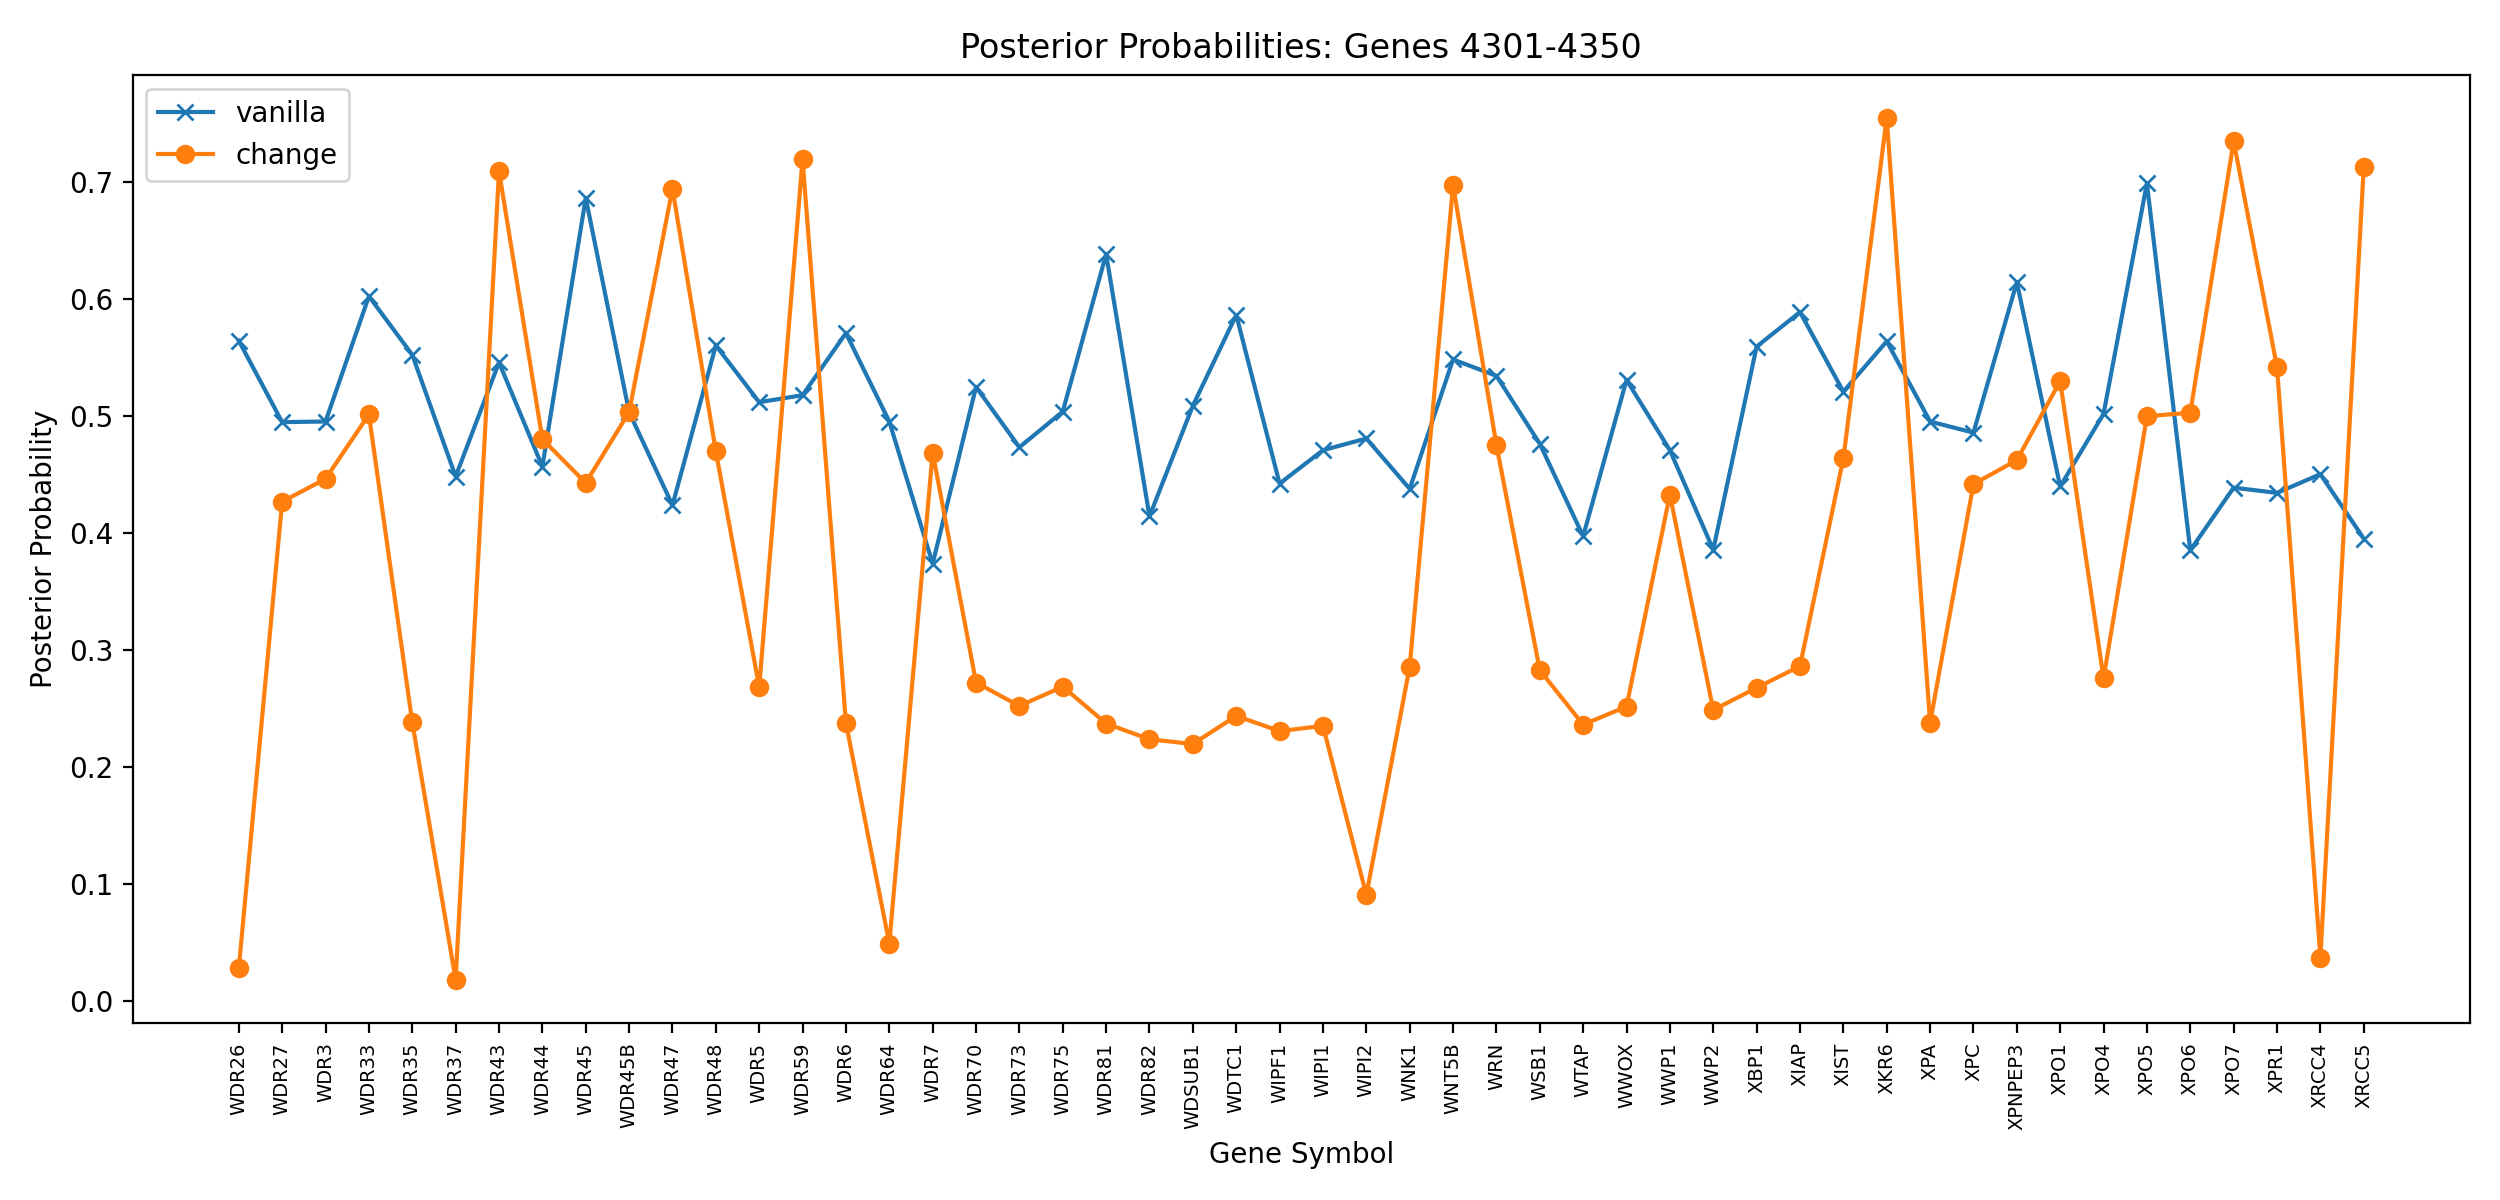 Posterior Probabilities: Genes 4301-4350
vanilla
change
Posterior Probability
0.7
0.6
0.5
0.4
0.3
0.2
0.1
0.0
WDR26
WDR27
WDR3
WDR33
WDR35
WDR37
WDR43
WDR44
WDR45
WDR45B
WDR47
WDR48
WDR5
WDR59
WDR6
WDR64
WDR7
WDR70
WDR73
WDR75
WDR81
WDR82
WDSUB1
WDTC1
WIPF1
WIPI1
WIPI2
WNK1
WNT5B
WRN
WSB1
WTAP
WWOX
WWP1
WWP2
XBP1
XIAP
XIST
XKR6
XPA
XPC
XPNPEP3
XPO1
XPO4
XPO5
XPO6
XPO7
XPR1
XRCC4
XRCC5
Gene Symbol